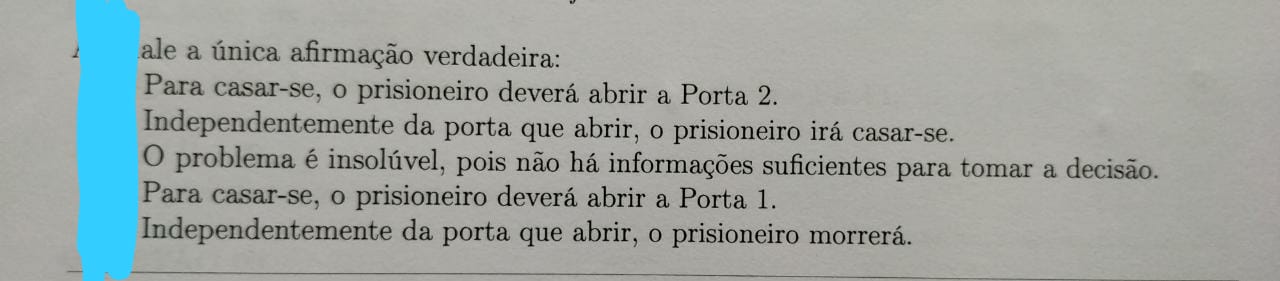 ale a única afirmação verdadeira:
Para casar-se, o prisioneiro deverá abrir a Porta 2.
Independentemente da porta que abrir, o prisioneiro irá casar-se.
O problema é insolúvel, pois não há informações suficientes para tomar a decisão.
Para casar-se, o prisioneiro deverá abrir a Porta 1.
Independentemente da porta que abrir, o prisioneiro morrerá.